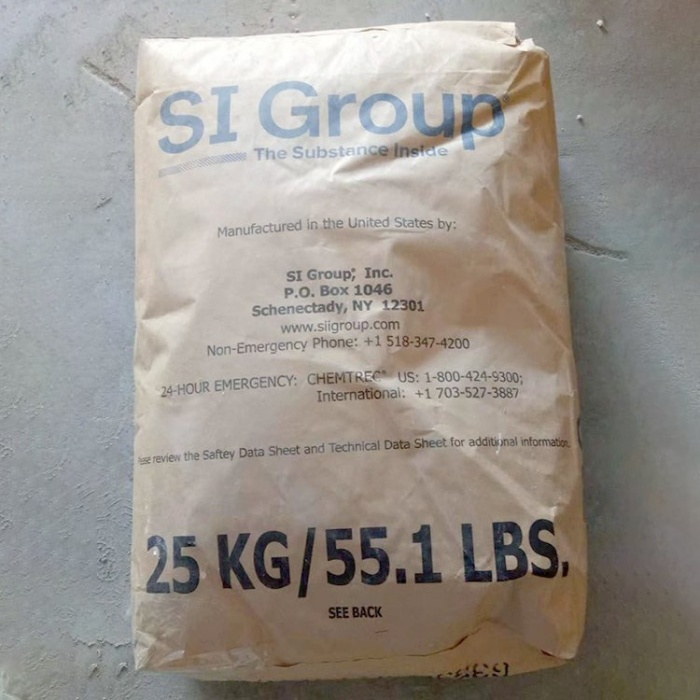 SI Group®
The Substance Inside
Manufactured in the United States by:
SI Group, Inc.
P.O. Box 1046
Schenectady, NY 12301
www.siigroup.com
Non-Emergency Phone: +1 518-347-4200
24-HOUR EMERGENCY: CHEMTREC® US: 1-800-424-9300;
International: +1 703-527-3887
review the Saftey Data Sheet and Technical Data Sheet for additional information.
25 KG/55.1 LBS.
SEE BACK